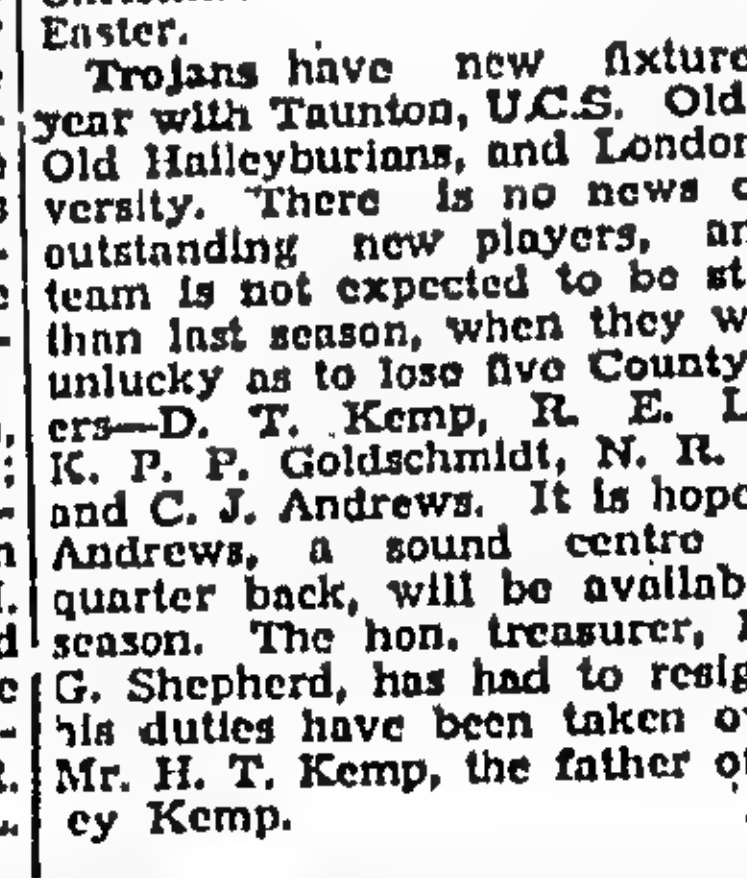 Easter.
Trojans have new fixture
year with Taunton, U.C.S. Old
Old Haileyburians, and London
versity. There is no news
outstanding new players, an
team is not expected to be st
than last season, when they w
unlucky as to lose five County
ers—D. T. Kemp, R. E. L
K. P. P. Goldschmidt, N. R.
and C. J. Andrews. It is hope
Andrews, a sound centre
quarter back, will be availab
season. The hon. treasurer,
G. Shepherd, has had to resig
his duties have been taken o
Mr. H. T. Kemp, the father of
ey Kemp.